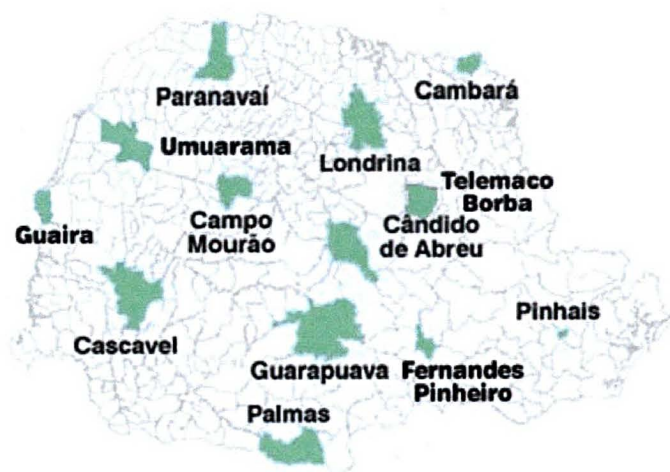 Paranavaí
Cambará
Umuarama
Londrina
Telemaco
Borba
Guaira
Campo
Mourão
Cândido
de Abreu
Cascavel
Pinhais
Guarapuava
Fernandes
Pinheiro
Palmas